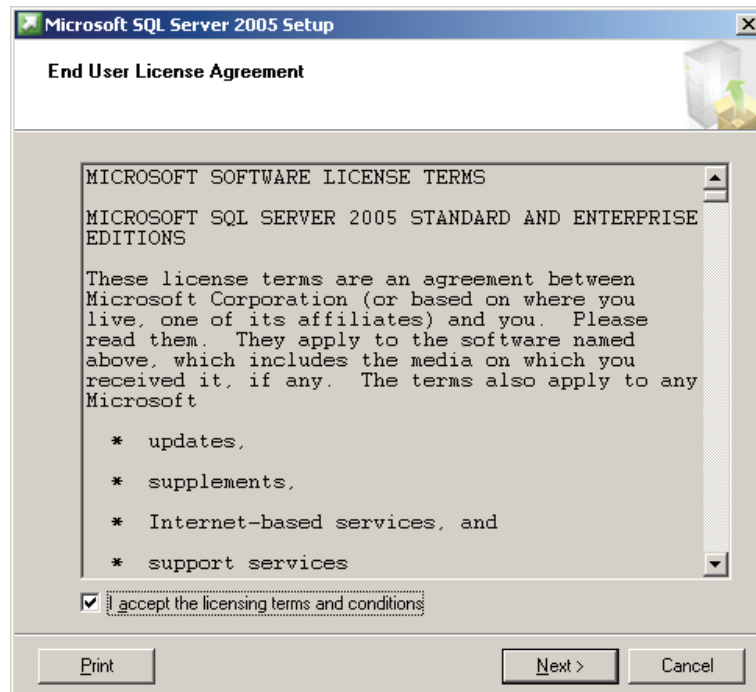 Microsoft SQL Server 2005 Setup
End User License Agreement
MICROSOFT SOFTWARE LICENSE TERMS
MICROSOFT SQL SERVER 2005 STANDARD AND ENTERPRISE
EDITIONS
These license terms are an agreement between
Microsoft Corporation (or based on where you
live, one of its affiliates) and you.  Please
read them.  They apply to the software named
above, which includes the media on which you
received it, if any.  The terms also apply to any
Microsoft
* updates,
* supplements,
* Internet-based services, and
* support services
I accept the licensing terms and conditions
Print
Next >
Cancel